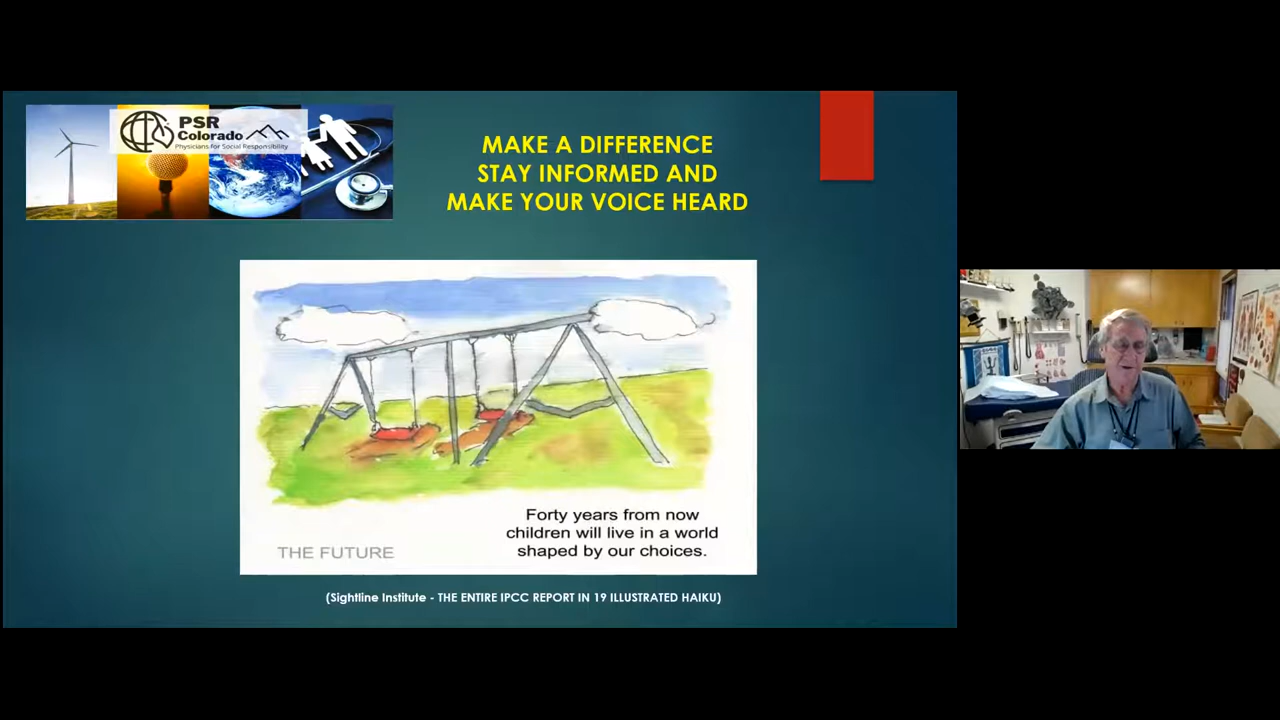 PSR
Colorado
Physicians for Social Responsibility
MAKE A DIFFERENCE
STAY INFORMED AND
MAKE YOUR VOICE HEARD
Forty years from now
children will live in a world
shaped by our choices.
THE FUTURE
(Sightline Institute - THE ENTIRE IPCC REPORT IN 19 ILLUSTRATED HAIKU)